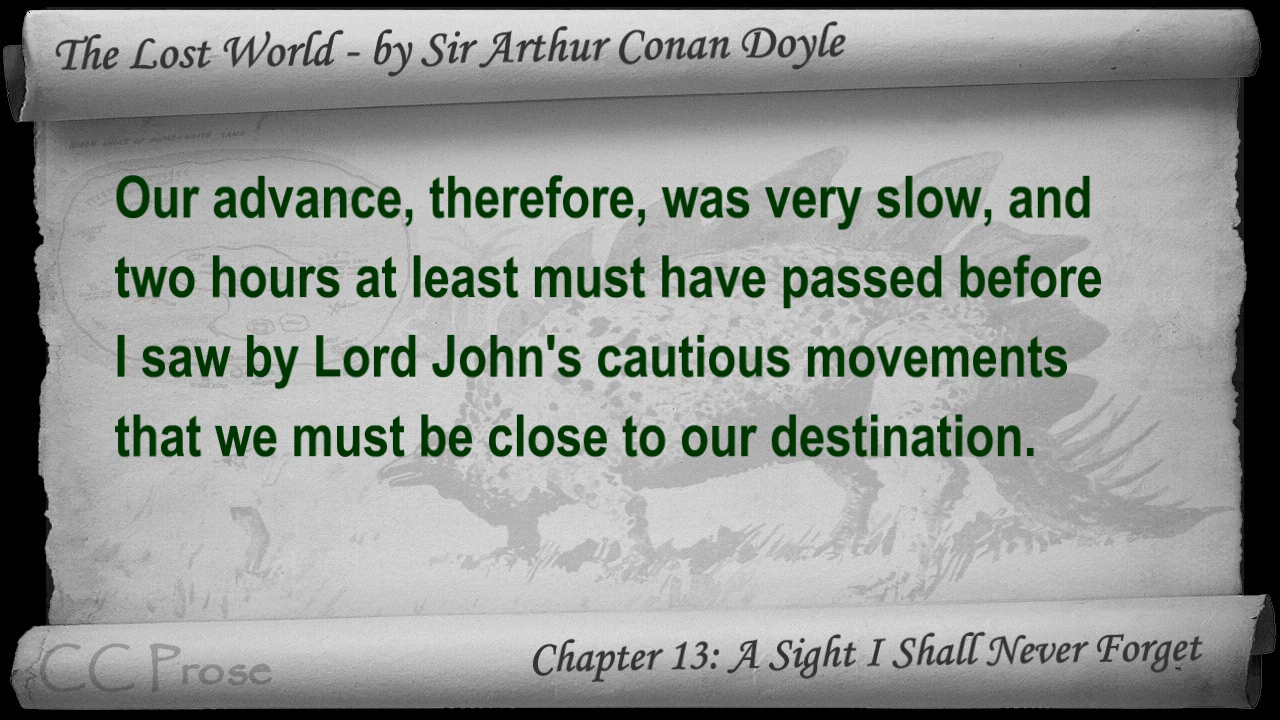 The Lost World - by Sir Arthur Conan Doyle
Our advance, therefore, was very slow, and
two hours at least must have passed before
I saw by Lord John's cautious movements
that we must be close to our destination.
CC Prose
Chapter 13: A Sight I Shall Never Forget